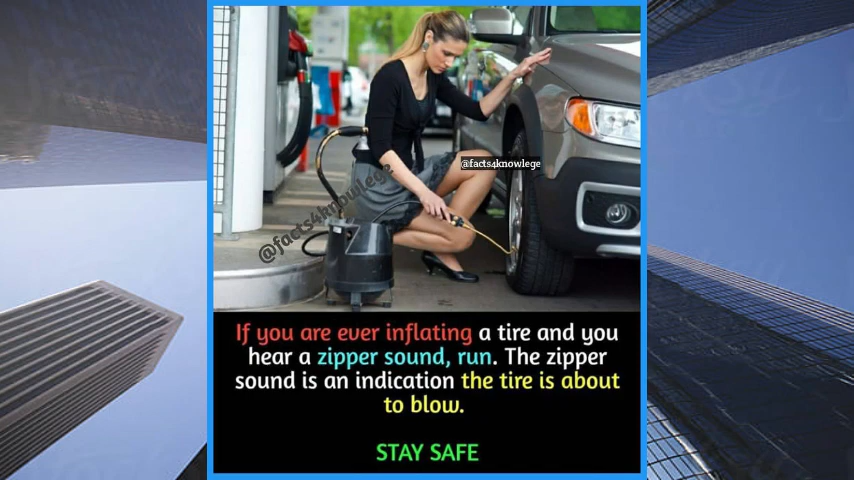 @facts4knowlege
@facts4knowlege
If you are ever inflating a tire and you
hear a zipper sound, run. The zipper
sound is an indication the tire is about
to blow.
STAY SAFE